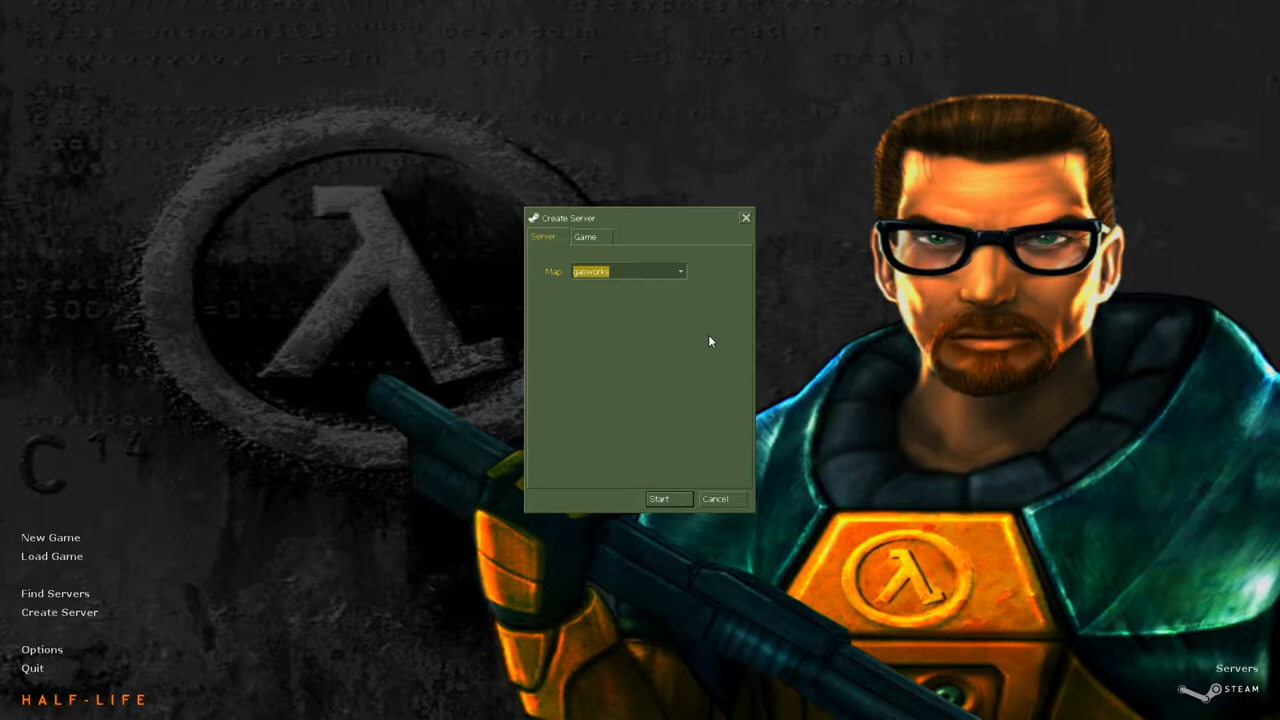 Create Server
Server
Game
Map
gasworks
Start
Cancel
C 14
New Game
Load Game
Find Servers
Create Server
Options
Quit
HALF-LIFE
Servers
STEAM